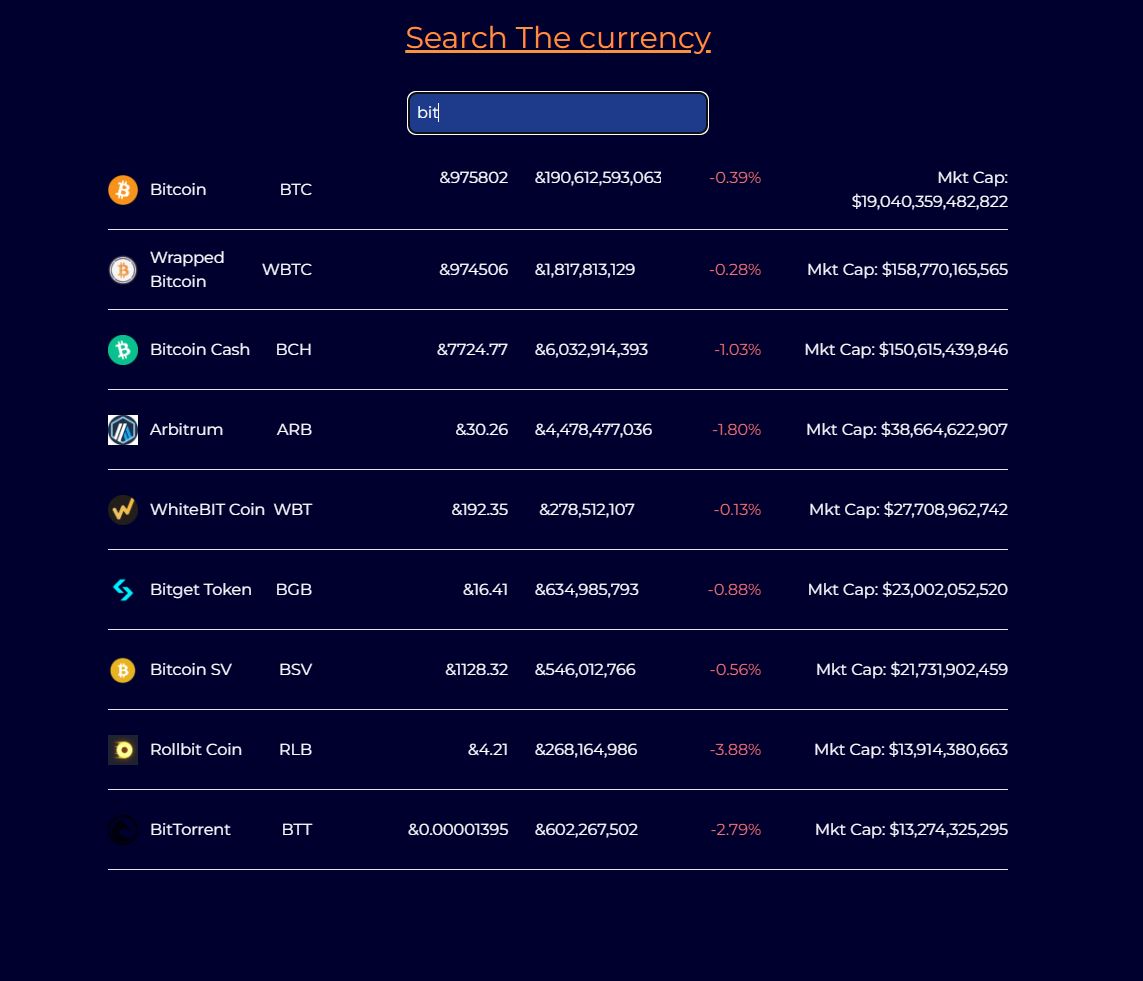 Search The currency
bit
Bitcoin BTC &975802 &190,612,593,063 -0.39% Mkt Cap:
$19,040,359,482,822
Wrapped
Bitcoin WBTC &974506 &1,817,813,129 -0.28% Mkt Cap: $158,770,165,565
Bitcoin Cash BCH &7724.77 &6,032,914,393 -1.03% Mkt Cap: $150,615,439,846
Arbitrum ARB &30.26 &4,478,477,036 -1.80% Mkt Cap: $38,664,622,907
WhiteBIT Coin WBT &192.35 &278,512,107 -0.13% Mkt Cap: $27,708,962,742
Bitget Token BGB &16.41 &634,985,793 -0.88% Mkt Cap: $23,002,052,520
Bitcoin SV BSV &1128.32 &546,012,766 -0.56% Mkt Cap: $21,731,902,459
Rollbit Coin RLB &4.21 &268,164,986 -3.88% Mkt Cap: $13,914,380,663
BitTorrent BTT &0.00001395 &602,267,502 -2.79% Mkt Cap: $13,274,325,295